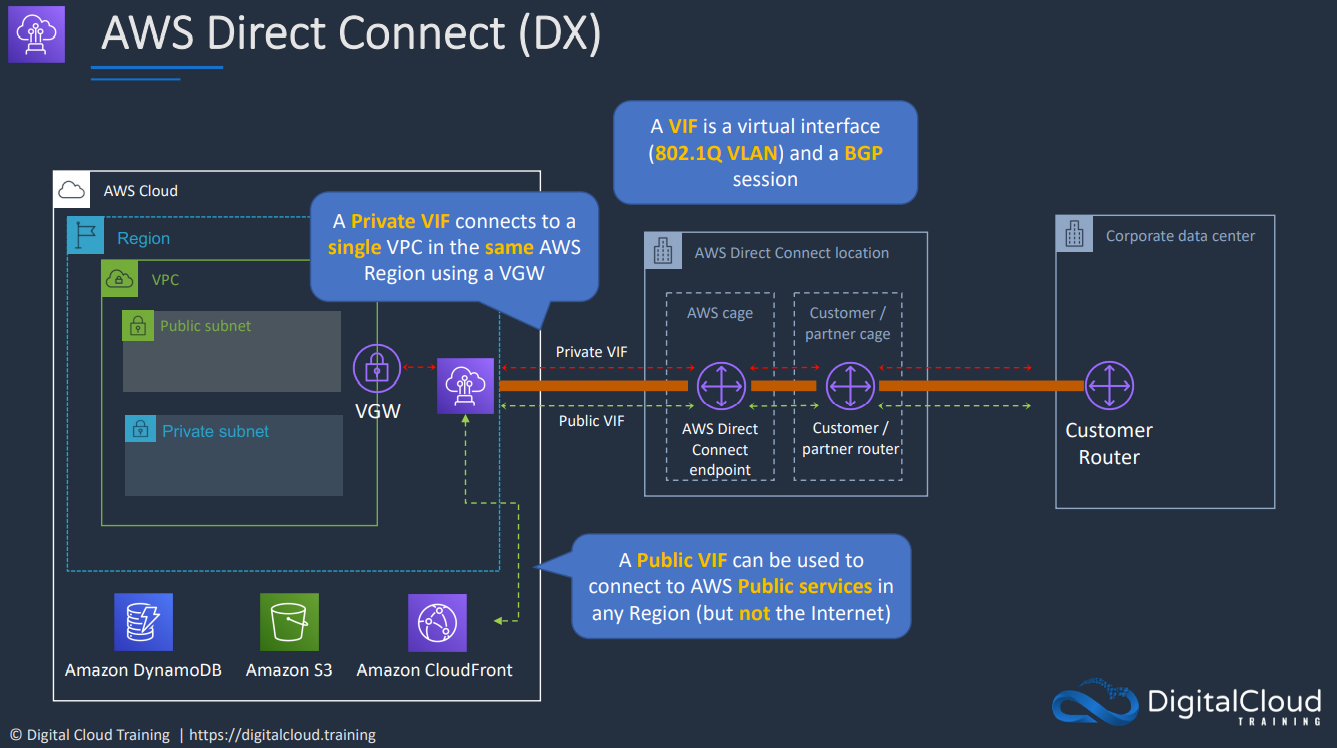 AWS Direct Connect (DX)
A VIF is a virtual interface
(802.1Q VLAN) and a BGP
session
AWS Cloud
A Private VIF connects to a
single VPC in the same AWS
Region using a VGW
Region
VPC
Public subnet
Private subnet
VGW
Private VIF
Public VIF
AWS Direct Connect location
AWS cage
Customer /
partner cage
AWS Direct
Connect
endpoint
Customer /
partner router
Corporate data center
Customer
Router
A Public VIF can be used to
connect to AWS Public services in
any Region (but not the Internet)
Amazon DynamoDB
Amazon S3
Amazon CloudFront
DigitalCloud
TRAINING
© Digital Cloud Training | https://digitalcloud.training